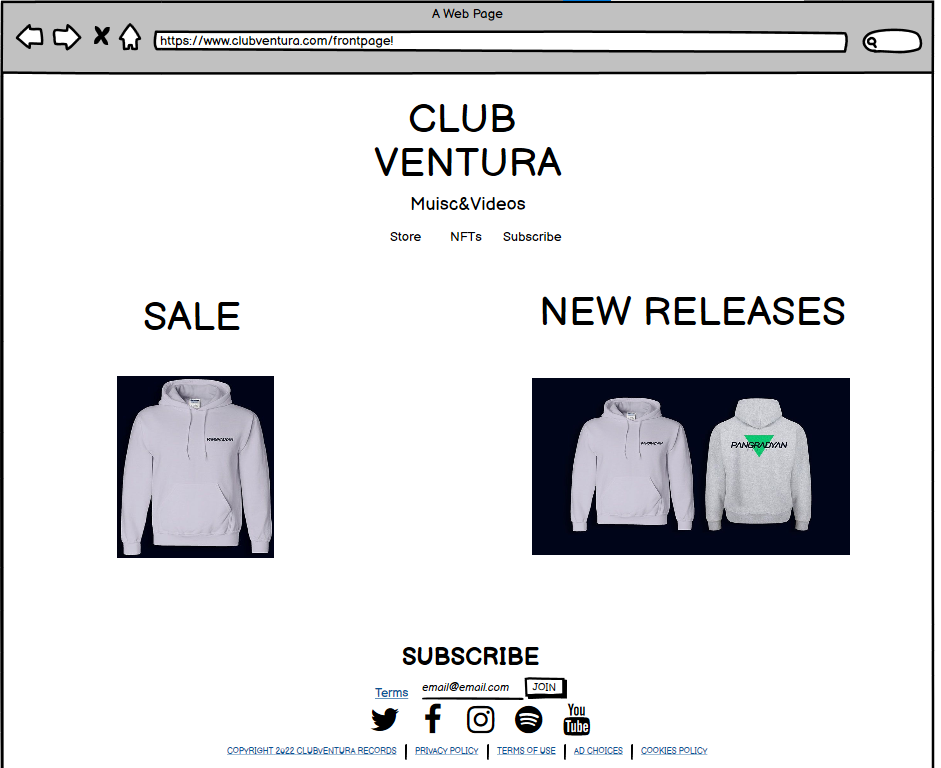 A Web Page
https://www.clubventura.com/frontpage!
CLUB
VENTURA
Muisc&Videos
Store NFTs Subscribe
SALE
NEW RELEASES
PANGRADYAN
PANGRADYAN
PANGRADYAN
SUBSCRIBE
Terms email@email.com JOIN
You
Tube
COPYRIGHT 2022 CLUBVENTURA RECORDS | PRIVACY POLICY | TERMS OF USE | AD CHOICES | COOKIES POLICY